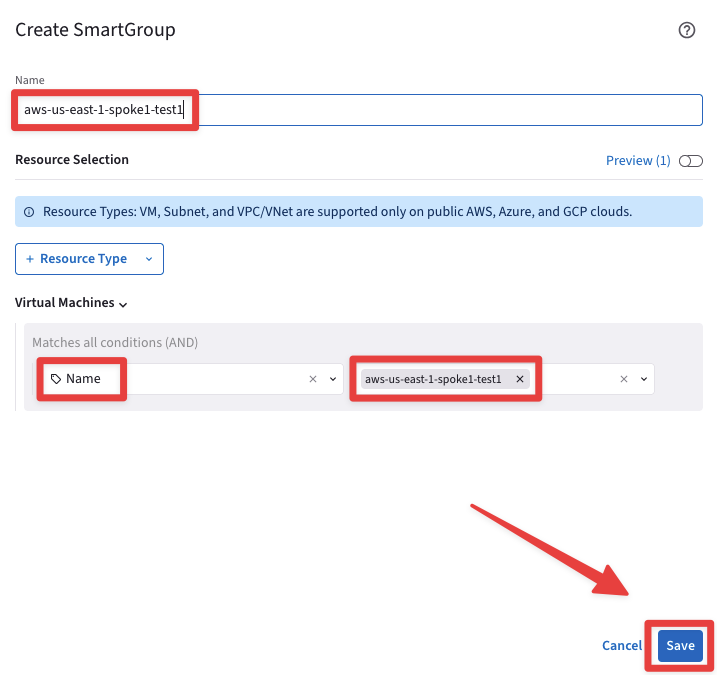 Create SmartGroup
Name
aws-us-east-1-spoke1-test1
Resource Selection
Preview (1)
Resource Types: VM, Subnet, and VPC/VNet are supported only on public AWS, Azure, and GCP clouds.
+ Resource Type
Virtual Machines
Matches all conditions (AND)
Name
aws-us-east-1-spoke1-test1
Cancel
Save